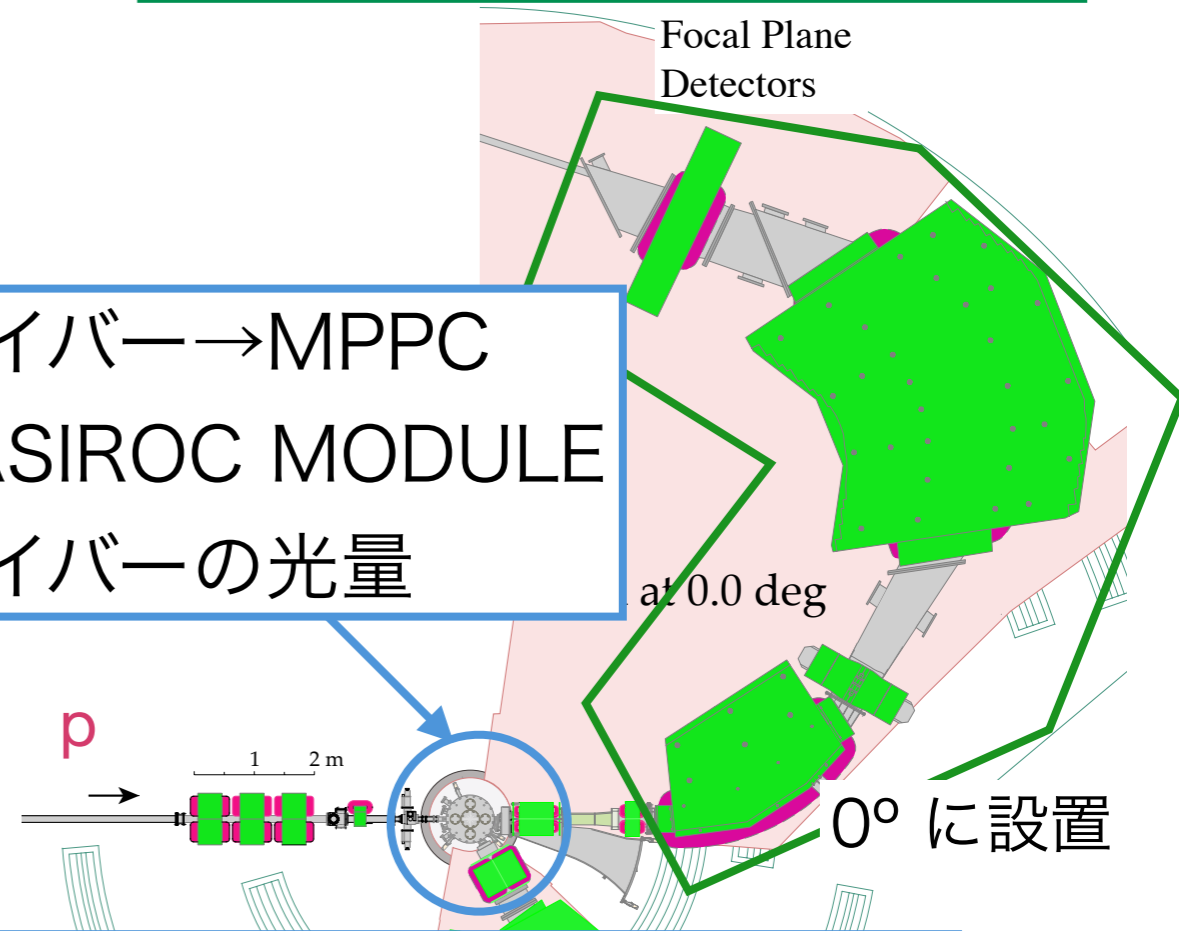 Focal Plane
Detectors
イバー→MPPC
ASIROC MODULE
イバーの光量
at 0.0 deg
p
1 2 m
0º に設置